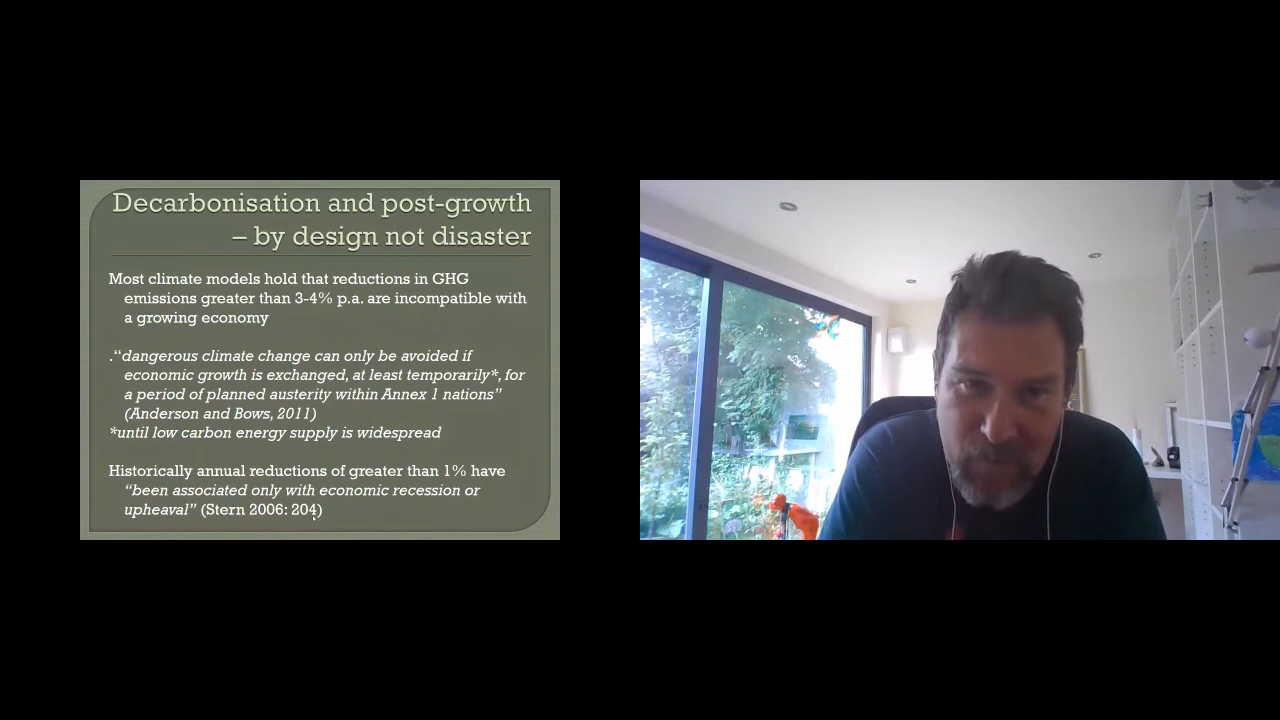 Decarbonisation and post-growth
– by design not disaster
Most climate models hold that reductions in GHG
emissions greater than 3-4% p.a. are incompatible with
a growing economy
.“dangerous climate change can only be avoided if
economic growth is exchanged, at least temporarily*, for
a period of planned austerity within Annex 1 nations”
(Anderson and Bows, 2011)
*until low carbon energy supply is widespread
Historically annual reductions of greater than 1% have
“been associated only with economic recession or
upheaval” (Stern 2006: 204)